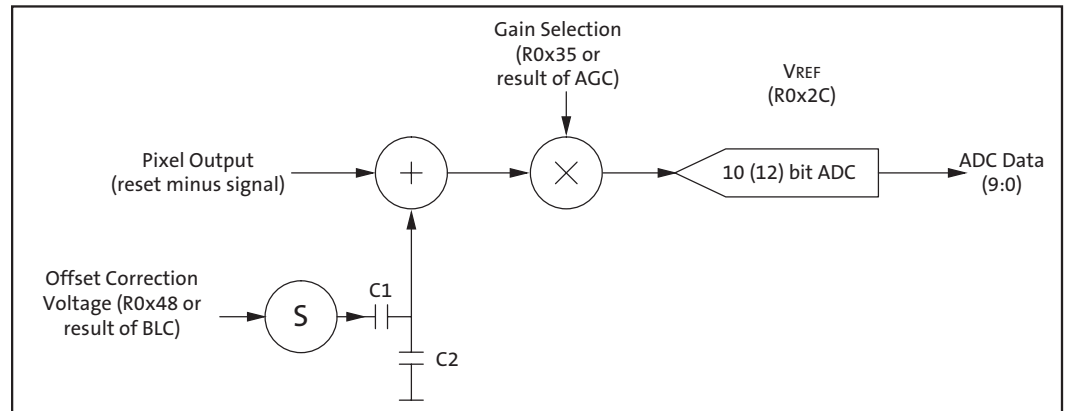 Gain Selection
(R0x35 or
result of AGC)
VREF
(R0x2C)
Pixel Output
(reset minus signal)
+
×
10 (12) bit ADC
ADC Data
(9:0)
Offset Correction
Voltage (R0x48 or
result of BLC)
S
C1
C2